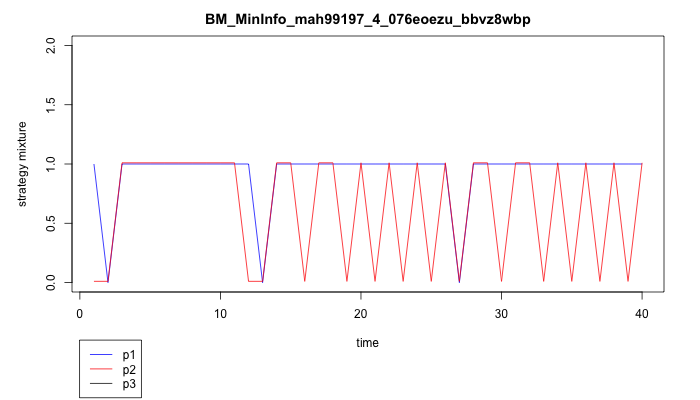 BM_MinInfo_mah99197_4_076eoezu_bbvz8wbp
strategy mixture
2.0
1.5
1.0
0.5
0.0
0 10 20 30 40
time
p1
p2
p3